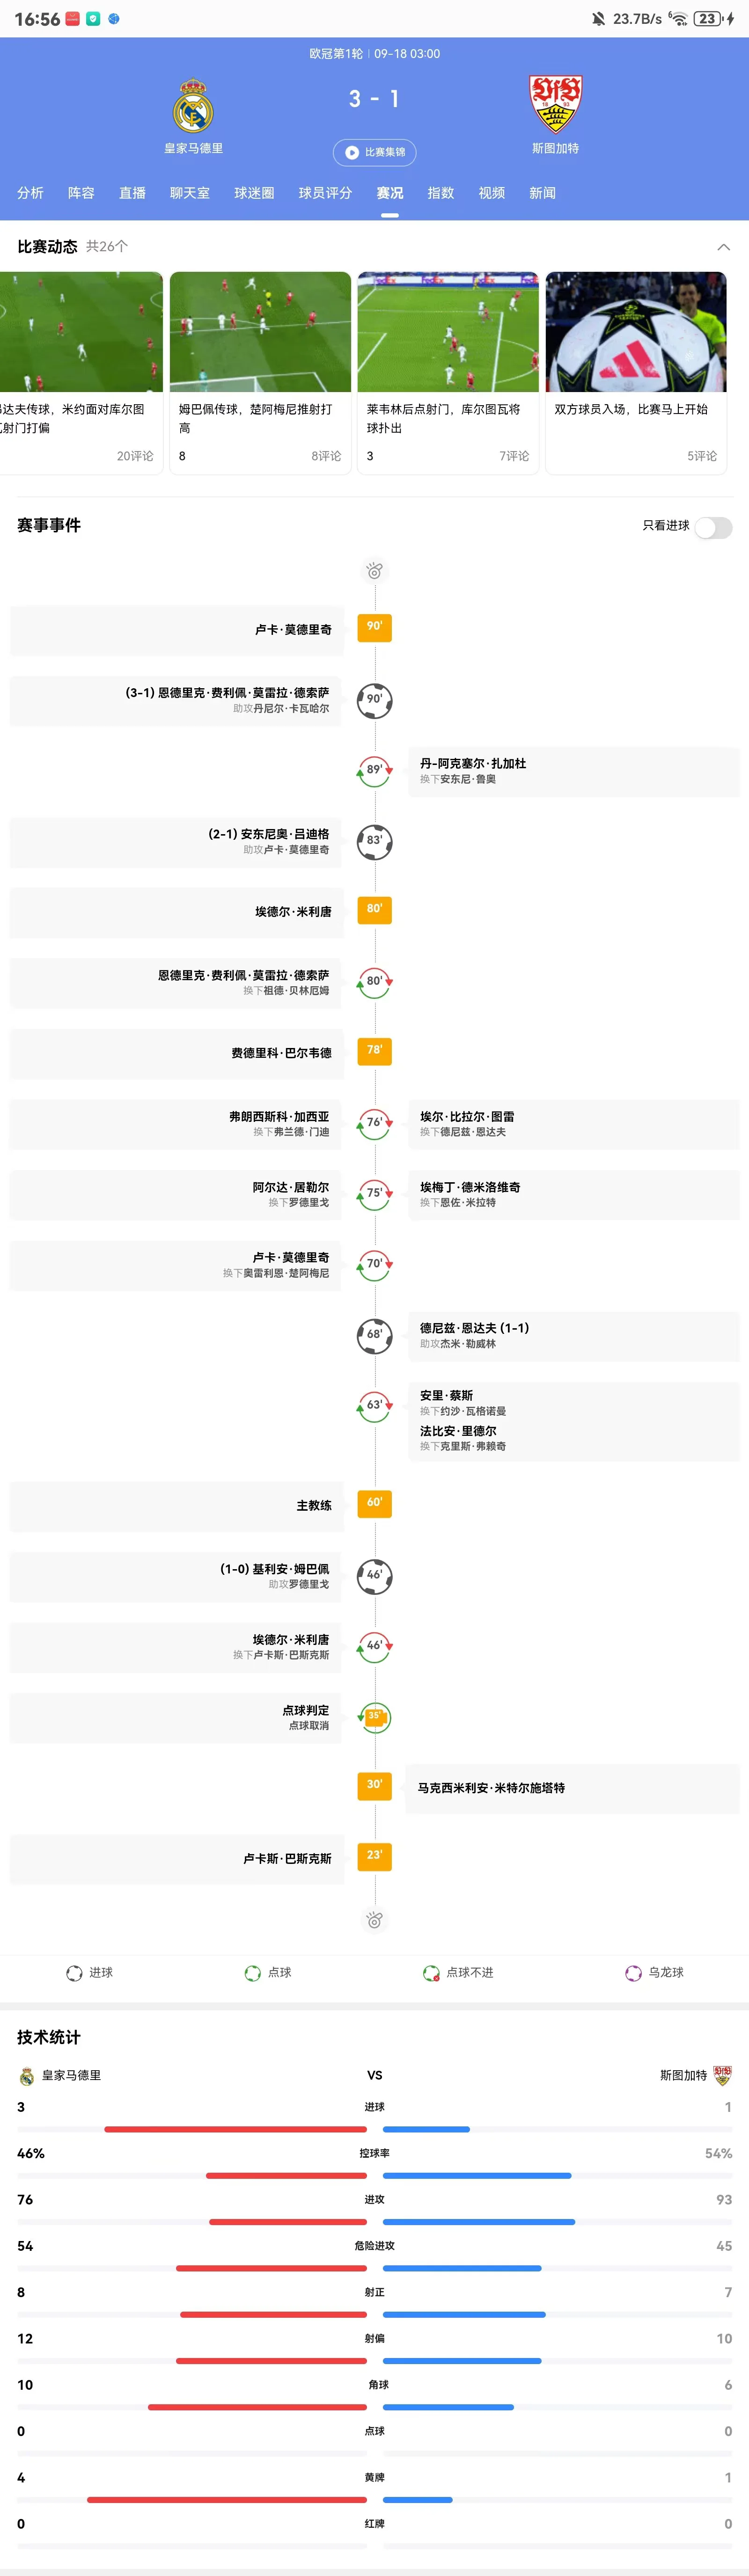 16:56
23.7B/s
6
23
欧冠第1轮 | 09-18 03:00
3 - 1
皇家马德里
斯图加特
比赛集锦
分析 阵容 直播 聊天室 球迷圈 球员评分 赛况 指数 视频 新闻
比赛动态 共26个
达夫传球，米约面对库尔图
射门打偏
20评论
姆巴佩传球，楚阿梅尼推射打
高
8 8评论
莱韦林后点射门，库尔图瓦将
球扑出
3 7评论
双方球员入场，比赛马上开始
5评论
赛事事件
只看进球
卢卡·莫德里奇 90'
(3-1) 恩德里克·费利佩·莫雷拉·德索萨 90'
助攻丹尼尔·卡瓦哈尔
89' 丹-阿克塞尔·扎加杜
换下安东尼·鲁奥
(2-1) 安东尼奥·吕迪格 83'
助攻卢卡·莫德里奇
埃德尔·米利唐 80'
恩德里克·费利佩·莫雷拉·德索萨 80'
换下祖德·贝林厄姆
费德里科·巴尔韦德 78'
弗朗西斯科·加西亚 76' 埃尔·比拉尔·图雷
换下弗兰德·门迪 换下德尼兹·恩达夫
阿尔达·居勒尔 75' 埃梅丁·德米洛维奇
换下罗德里戈 换下恩佐·米拉特
卢卡·莫德里奇 70'
换下奥雷利恩·楚阿梅尼
68' 德尼兹·恩达夫 (1-1)
助攻杰米·勒威林
63' 安里·蔡斯
换下约沙·瓦格诺曼
法比安·里德尔
换下克里斯·弗赖奇
主教练 60'
(1-0) 基利安·姆巴佩 46'
助攻罗德里戈
埃德尔·米利唐 46'
换下卢卡斯·巴斯克斯
点球判定 35'
点球取消
30' 马克西米利安·米特尔施塔特
卢卡斯·巴斯克斯 23'
进球 点球 点球不进 乌龙球
技术统计
皇家马德里 VS 斯图加特
3 进球 1
46% 控球率 54%
76 进攻 93
54 危险进攻 45
8 射正 7
12 射偏 10
10 角球 6
0 点球 0
4 黄牌 1
0 红牌 0